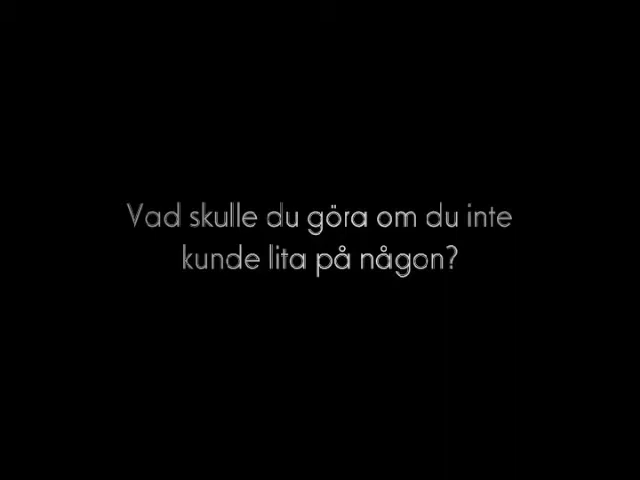 Vad skulle du göra om du inte
kunde lita på någon?